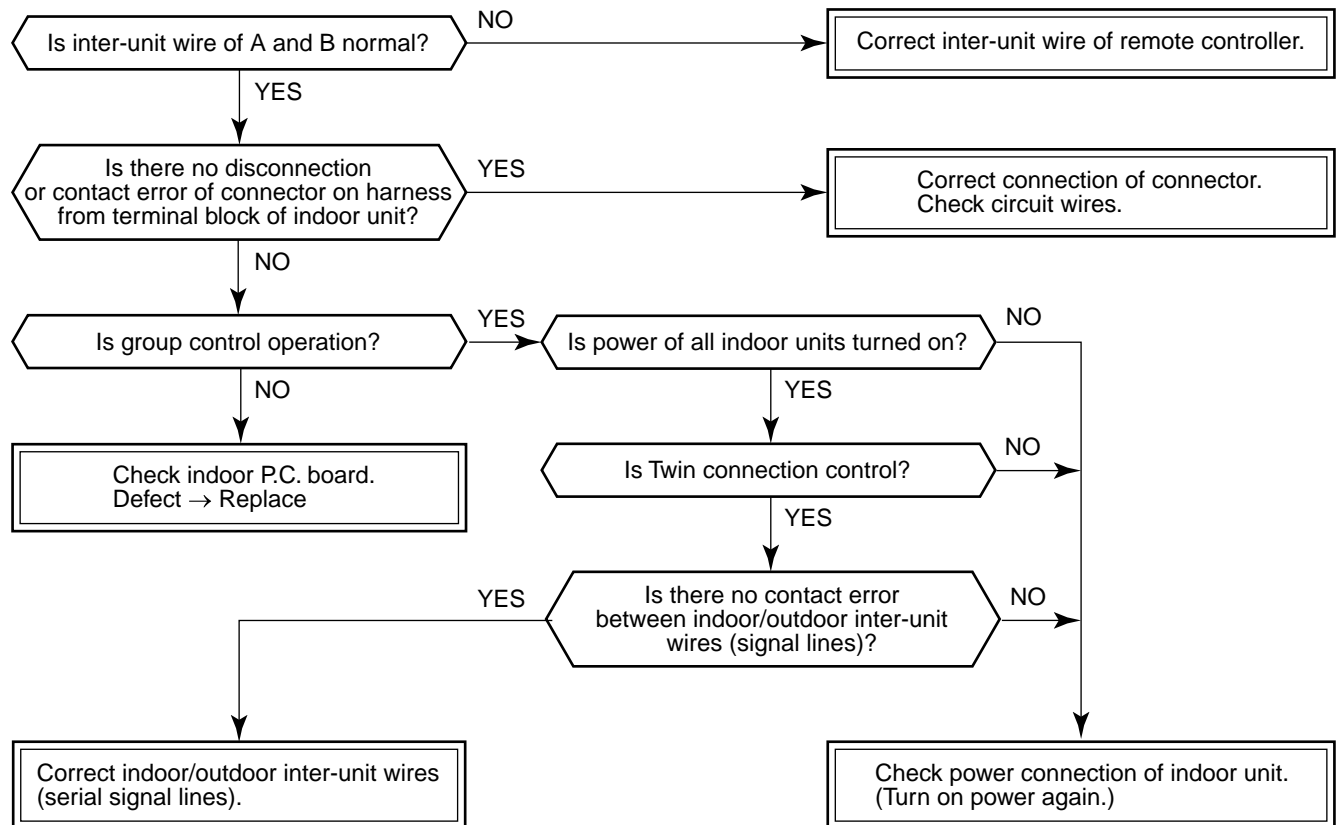 Is inter-unit wire of A and B normal?
NO
Correct inter-unit wire of remote controller.
YES
Is there no disconnection
or contact error of connector on harness
from terminal block of indoor unit?
YES
Correct connection of connector.
Check circuit wires.
NO
Is group control operation?
YES
Is power of all indoor units turned on?
NO
NO
YES
Check indoor P.C. board.
Defect → Replace
Is Twin connection control?
NO
YES
Is there no contact error
between indoor/outdoor inter-unit
wires (signal lines)?
YES
NO
Correct indoor/outdoor inter-unit wires
(serial signal lines).
Check power connection of indoor unit.
(Turn on power again.)